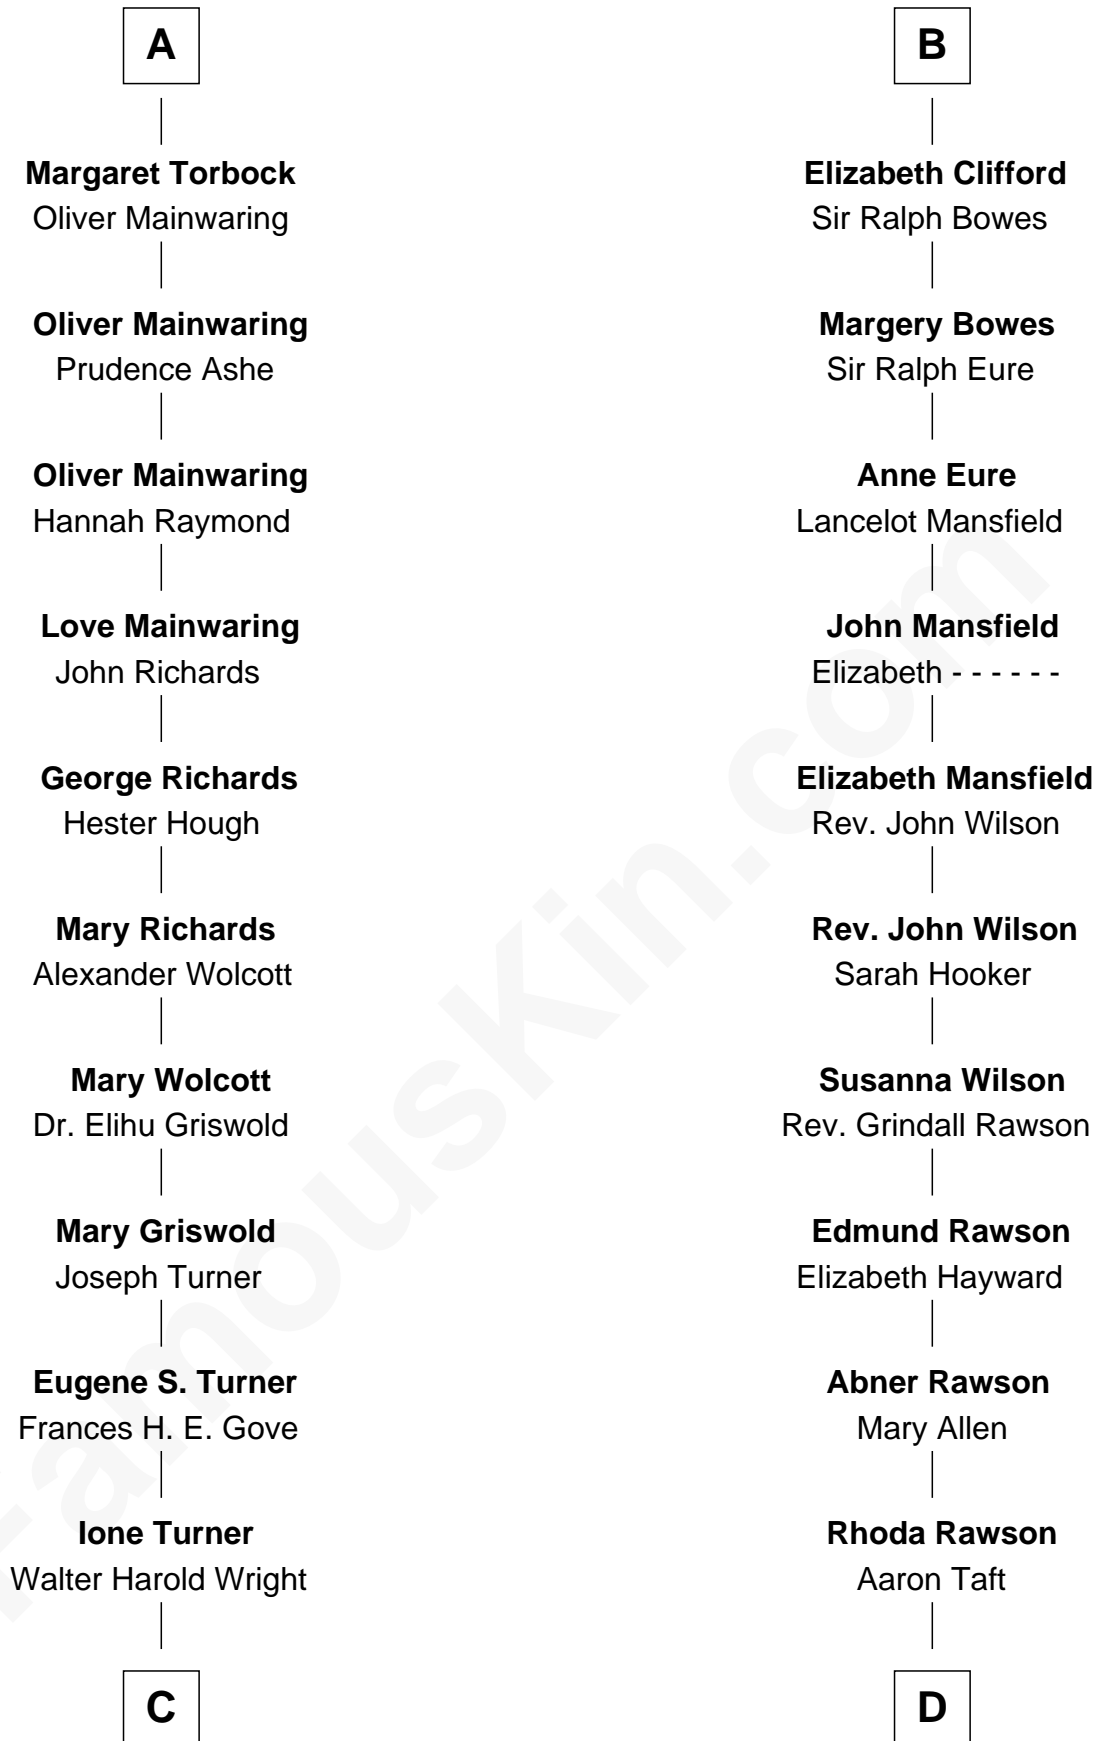 A
Margaret Torbock
Oliver Mainwaring
Oliver Mainwaring
Prudence Ashe
Oliver Mainwaring
Hannah Raymond
Love Mainwaring
John Richards
George Richards
Hester Hough
Mary Richards
Alexander Wolcott
Mary Wolcott
Dr. Elihu Griswold
Mary Griswold
Joseph Turner
Eugene S. Turner
Frances H. E. Gove
Ione Turner
Walter Harold Wright
C
B
Elizabeth Clifford
Sir Ralph Bowes
Margery Bowes
Sir Ralph Eure
Anne Eure
Lancelot Mansfield
John Mansfield
Elizabeth - - - - - -
Elizabeth Mansfield
Rev. John Wilson
Rev. John Wilson
Sarah Hooker
Susanna Wilson
Rev. Grindall Rawson
Edmund Rawson
Elizabeth Hayward
Abner Rawson
Mary Allen
Rhoda Rawson
Aaron Taft
D
FamousKin.com